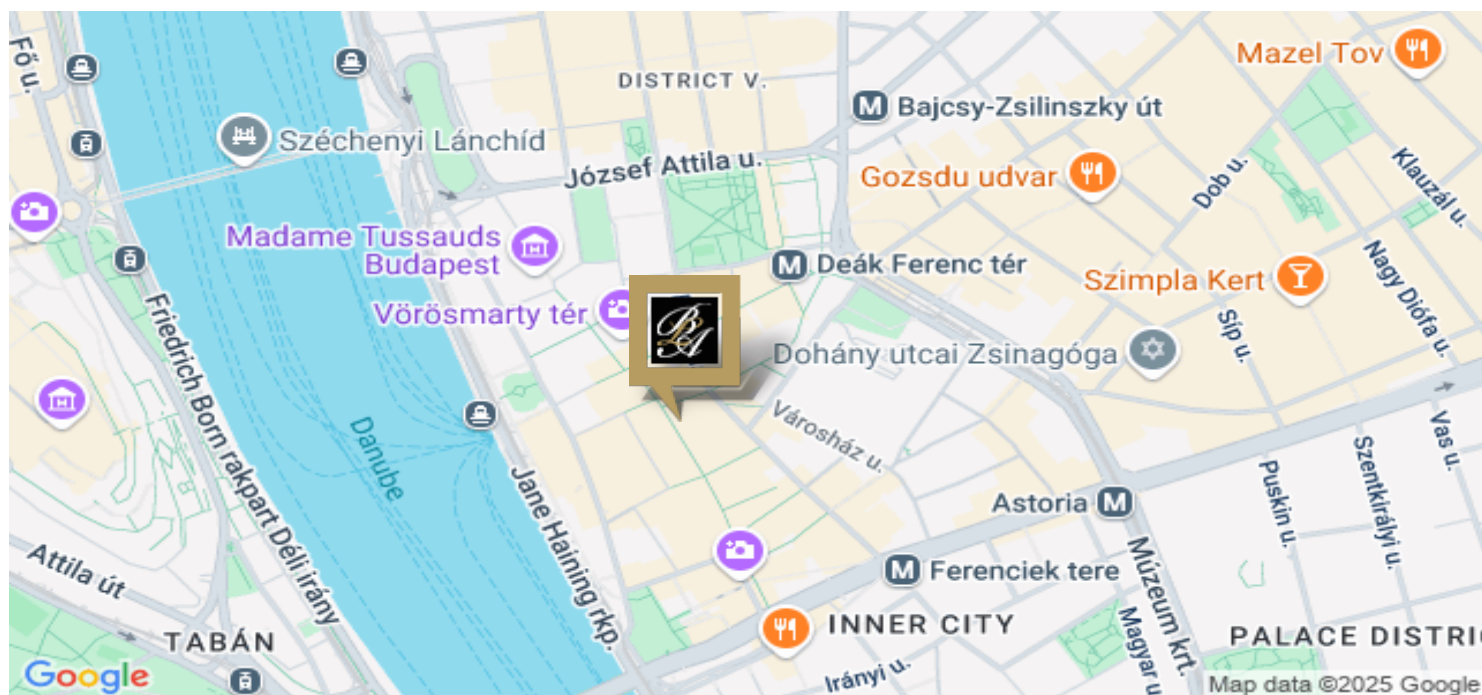 Fő u.
DISTRICT V.
Mazel Tov
M
Bajcsy-Zsilinszky út
Széchenyi Lánchíd
József Attila u.
Gozsdu udvar
Dob u.
Klauzál u.
Madame Tussauds
Budapest
M
Deák Ferenc tér
Szimpla Kert
Nagy Diófa u.
Vörösmarty tér
Síp u.
Dohány utcai Zsinagóga
Friedrich Born rakpart Déli irány
Danube
Városház u.
Vas u.
Jane Haining rkp.
Astoria
M
Puskin u.
Szentkirályi u.
Attila út
M
Ferenciek tere
Múzeum krt.
TABÁN
INNER CITY
Magyar u
PALACE DISTRI
Irányi u.
Google
Map data ©2025 Google